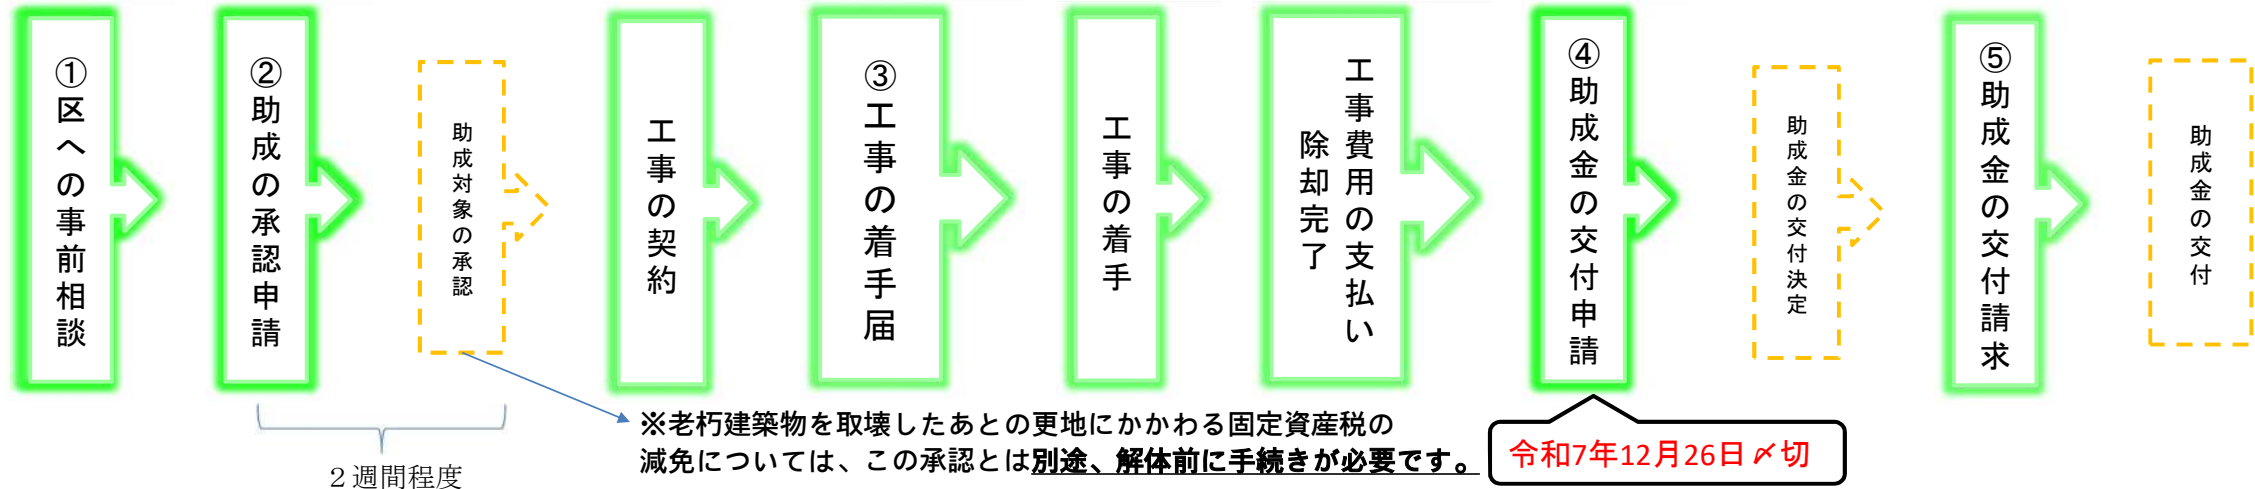 ①区への事前相談
②助成の承認申請
助成対象の承認
工事の契約
③工事の着手届
工事の着手
工事費用の支払い
除却完了
④助成金の交付申請
助成金の交付決定
⑤助成金の交付請求
助成金の交付
２週間程度
※老朽建築物を取壊したあとの更地にかかわる固定資産税の
減免については、この承認とは別途、解体前に手続きが必要です。
令和7年12月26日〆切